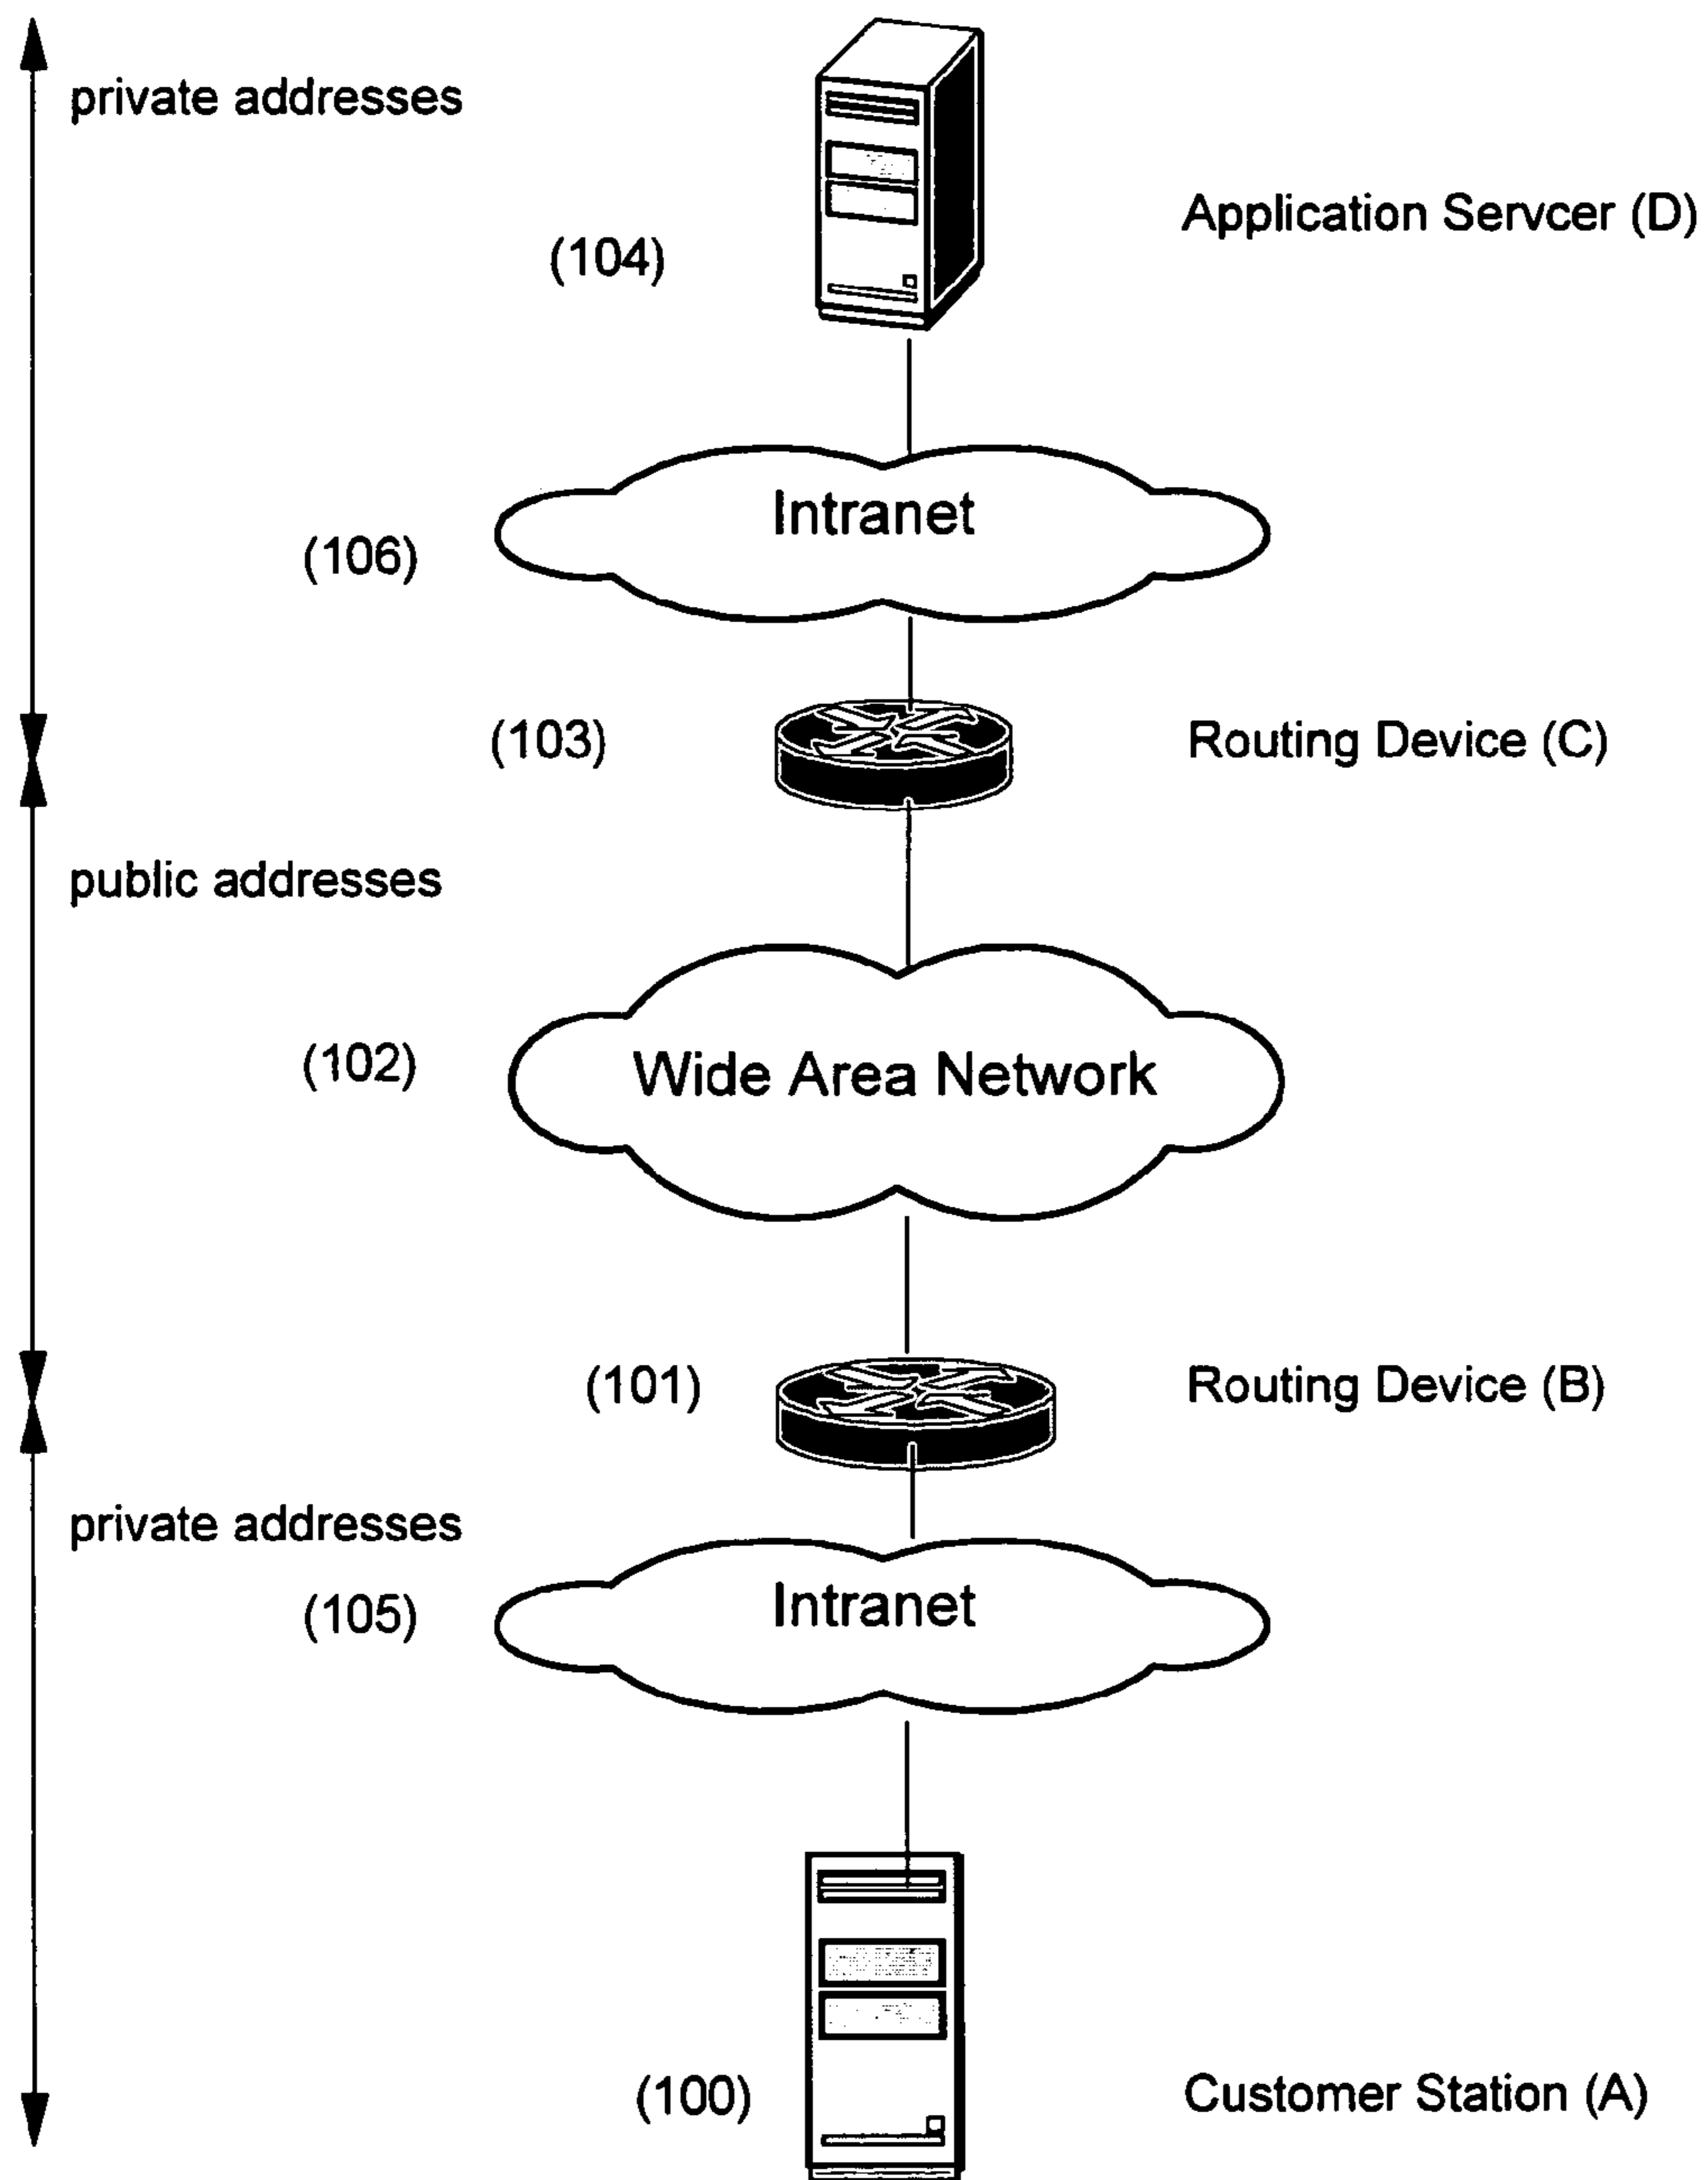 private addresses
Application Servcer (D)
(104)
Intranet
(106)
(103)
Routing Device (C)
public addresses
(102)
Wide Area Network
(101)
Routing Device (B)
private addresses
Intranet
(105)
(100)
Customer Station (A)